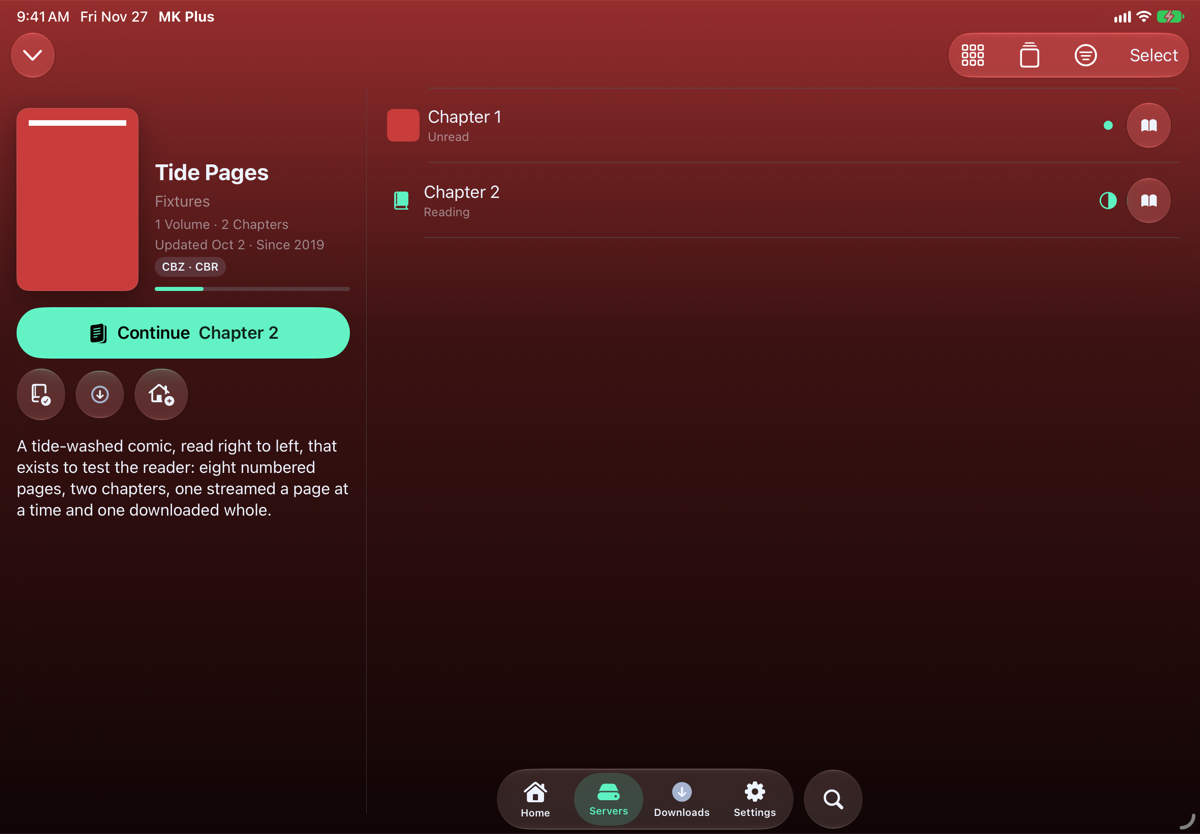 9:41 AM Fri Nov 27 MK Plus
Select
Tide Pages
Fixtures
1 Volume · 2 Chapters
Updated Oct 2 · Since 2019
CBZ · CBR
Continue Chapter 2
A tide-washed comic, read right to left, that
exists to test the reader: eight numbered
pages, two chapters, one streamed a page at
a time and one downloaded whole.
Chapter 1
Unread
Chapter 2
Reading
Home
Servers
Downloads
Settings